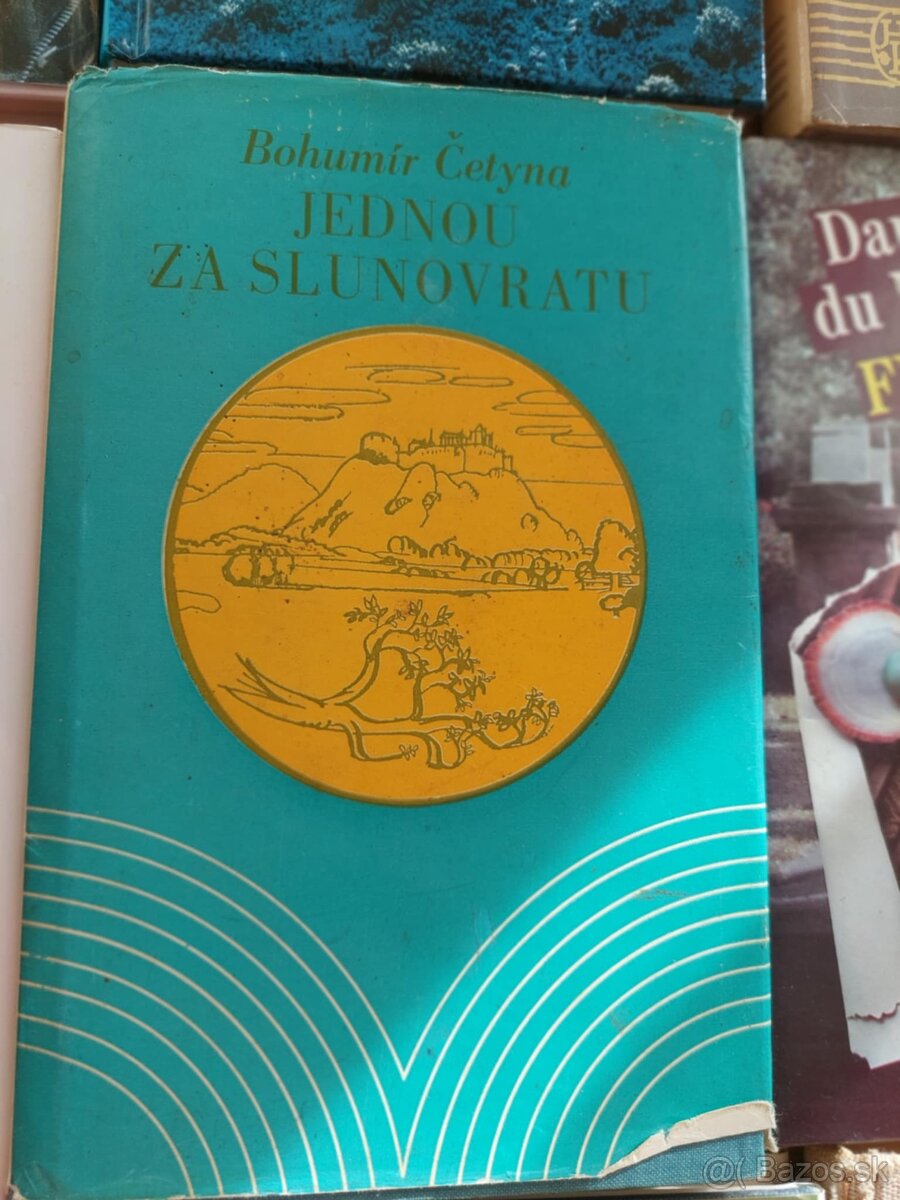 Bohumír Četyna
JEDNOU
ZA SLUNOVRATU
du
@( Bazos.sk